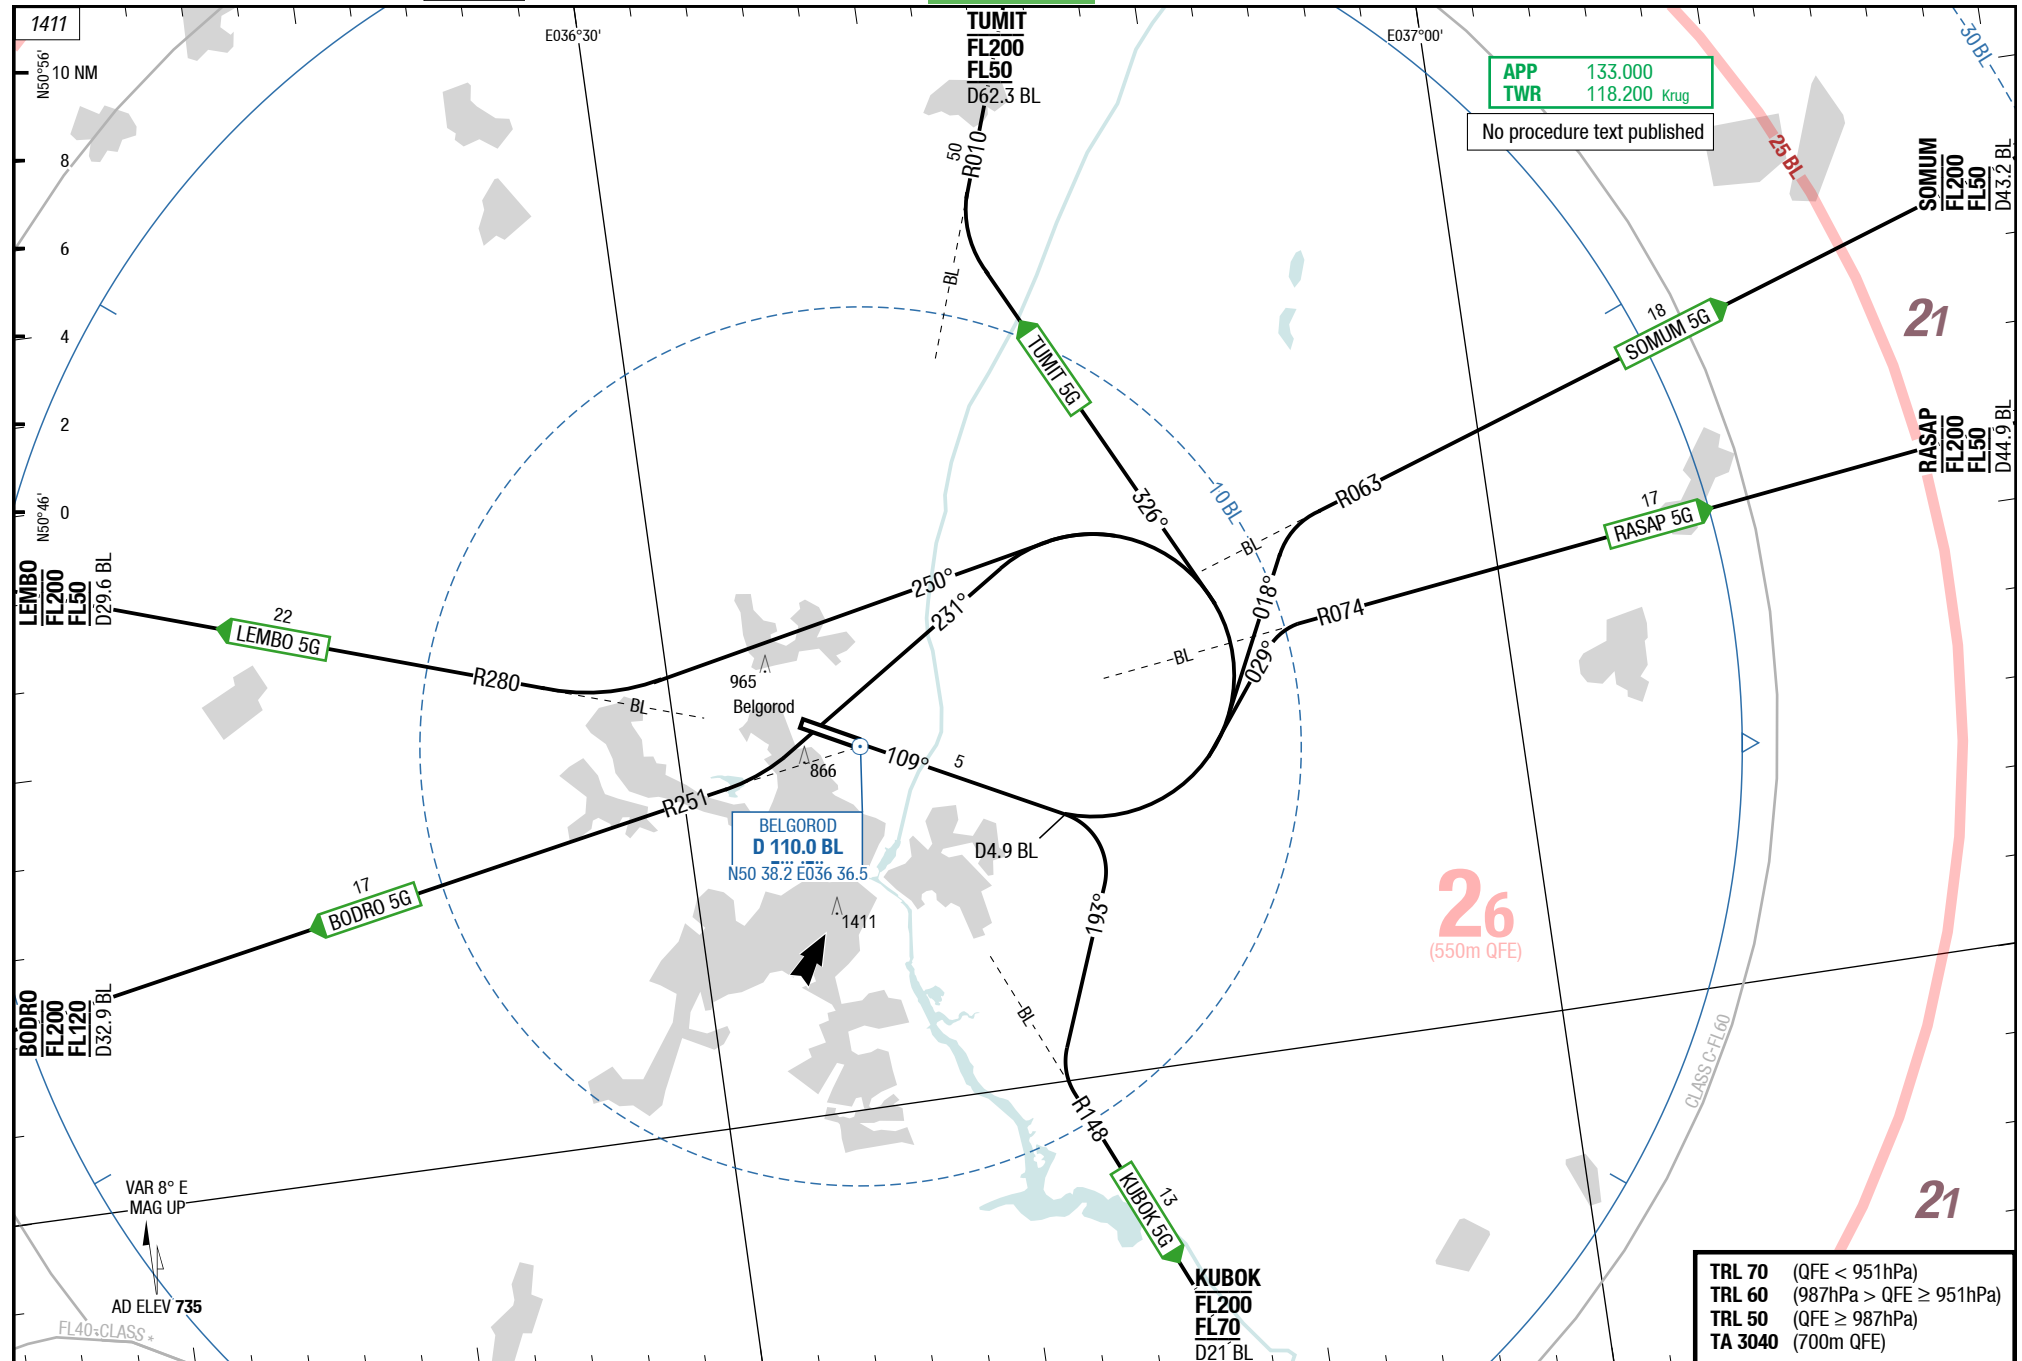 1411
N50°56'
10 NM
8
6
4
2
0
N50°46'
E036°30'
E037°00'
TUMIT
FL200
FL50
D62.3 BL
50
R010
BL
TUMIT 5G
326°
APP 133.000
TWR 118.200 Krug
No procedure text published
30 BL
25 BL
SOMUM
FL200
FL50
D43.2 BL
18
SOMUM 5G
R063
BL
018°
21
RASAP
FL200
FL50
D44.9 BL
17
RASAP 5G
R074
BL
029°
10 BL
LEMBO
FL200
FL50
D29.6 BL
22
LEMBO 5G
R280
BL
250°
231°
965
Belgorod
866
109°
5
D4.9 BL
R251
17
BODRO 5G
BODRO
FL200
FL120
D32.9 BL
BELGOROD
D 110.0 BL
N50 38.2 E036 36.5
1411
193°
BL
R148
13
KUBOK 5G
KUBOK
FL200
FL70
D21 BL
26
(550m QFE)
CLASS C-FL60
21
VAR 8° E
MAG UP
AD ELEV 735
FL40-CLASS
TRL 70 (QFE < 951hPa)
TRL 60 (987hPa > QFE ≥ 951hPa)
TRL 50 (QFE ≥ 987hPa)
TA 3040 (700m QFE)